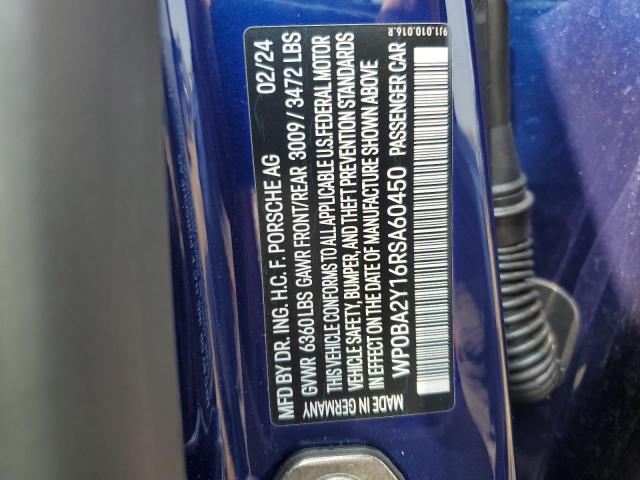 9J1.010.016.R
MFD BY DR. ING. H.C. F. PORSCHE AG 02/24
GVWR 6360 LBS GAWR FRONT/REAR 3009 / 3472 LBS
THIS VEHICLE CONFORMS TO ALL APPLICABLE U.S. FEDERAL MOTOR
VEHICLE SAFETY, BUMPER, AND THEFT PREVENTION STANDARDS
IN EFFECT ON THE DATE OF MANUFACTURE SHOWN ABOVE
WP0BA2Y16RSA60450 PASSENGER CAR
MADE IN GERMANY